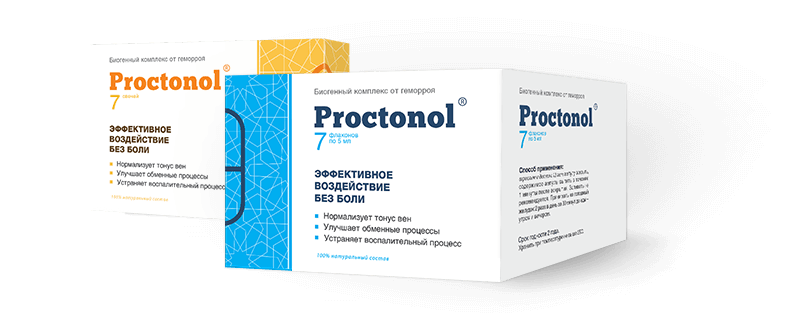 Биогенный комплекс от геморроя
Proctonol®
7
ЭФФЕКТИВНОЕ
ВОЗДЕЙСТВИЕ
БЕЗ БОЛИ
Нормализует тонус вен
Улучшает обменные процессы
Устраняет воспалительный процесс
100% натуральный состав
Биогенный комплекс от геморроя
Proctonol®
7 флаконов
по 5 мл
ЭФФЕКТИВНОЕ
ВОЗДЕЙСТВИЕ
БЕЗ БОЛИ
Нормализует тонус вен
Улучшает обменные процессы
Устраняет воспалительный процесс
100% натуральный состав
Биогенный комплекс от геморроя
Proctonol®
7 флаконов
по 5 мл
Способ применения:
Срок годности 2 года.